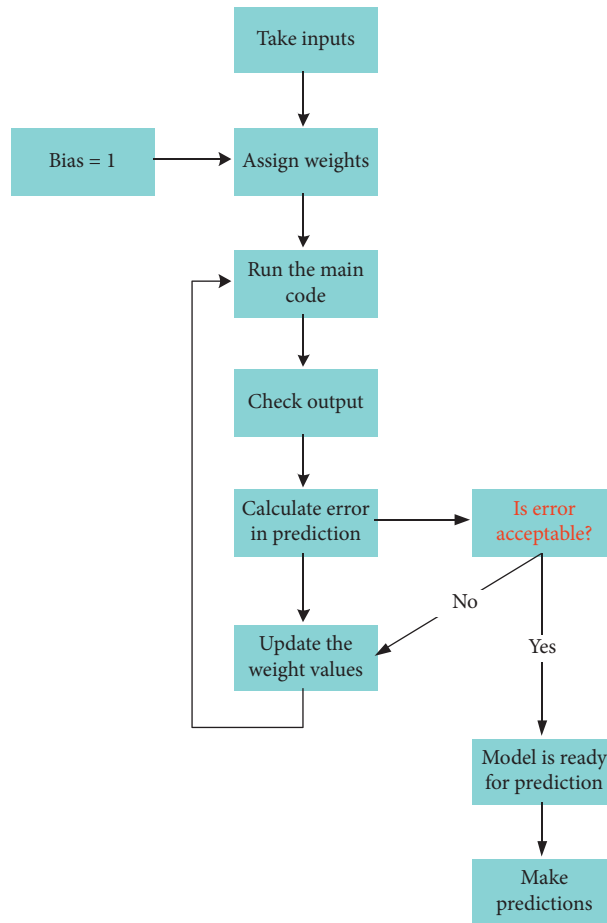 Take inputs
Bias = 1
Assign weights
Run the main
code
Check output
Calculate error
in prediction
Is error
acceptable?
No
Yes
Update the
weight values
Model is ready
for prediction
Make
predictions